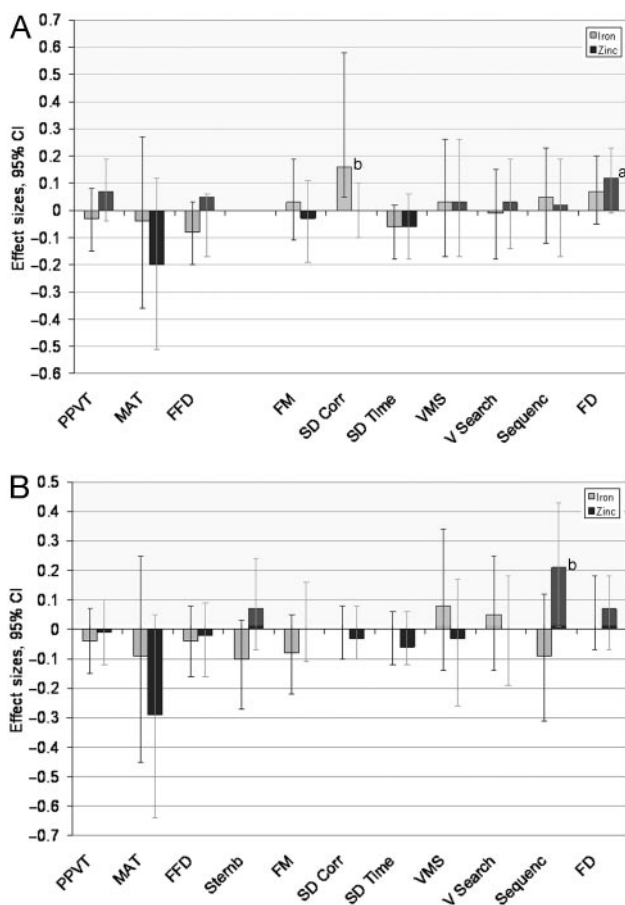 A
0.7
0.6
0.5
0.4
0.3
0.2
0.1
0
-0.1
-0.2
-0.3
-0.4
-0.5
-0.6
Effect sizes, 95% CI
Iron
Zinc
b
a
PPVT MAT FFD FM SD Corr SD Time VMS V Search Sequenc FD
B
0.5
0.4
0.3
0.2
0.1
0
-0.1
-0.2
-0.3
-0.4
-0.5
-0.6
-0.7
Effect sizes, 95% CI
Iron
Zinc
b
PPVT MAT FFD Sternb FM SD Corr SD Time VMS V Search Sequenc FD